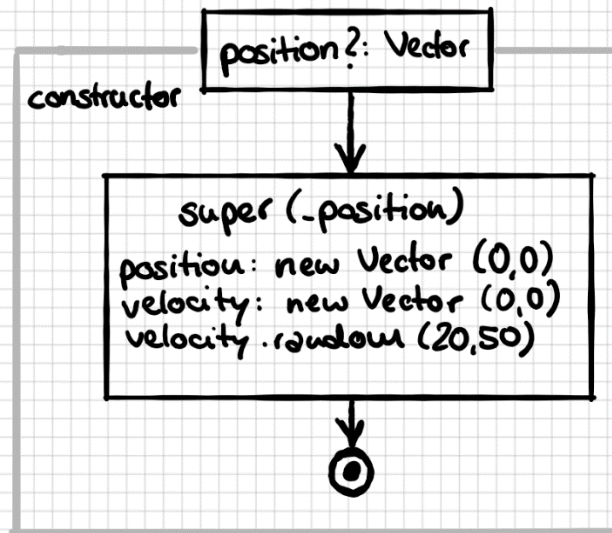 position?: Vector
constructor
super (_position)
position: new Vector (0,0)
velocity: new Vector (0,0)
velocity.random (20,50)